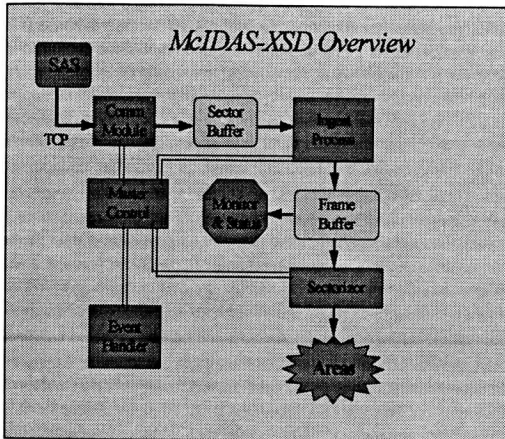 McIDAS-XSD Overview
SAS
TCP
Comm
Module
Sector
Buffer
Ingest
Process
Master
Control
Monitor
& Status
Frame
Buffer
Sectorizor
Event
Handler
Areas